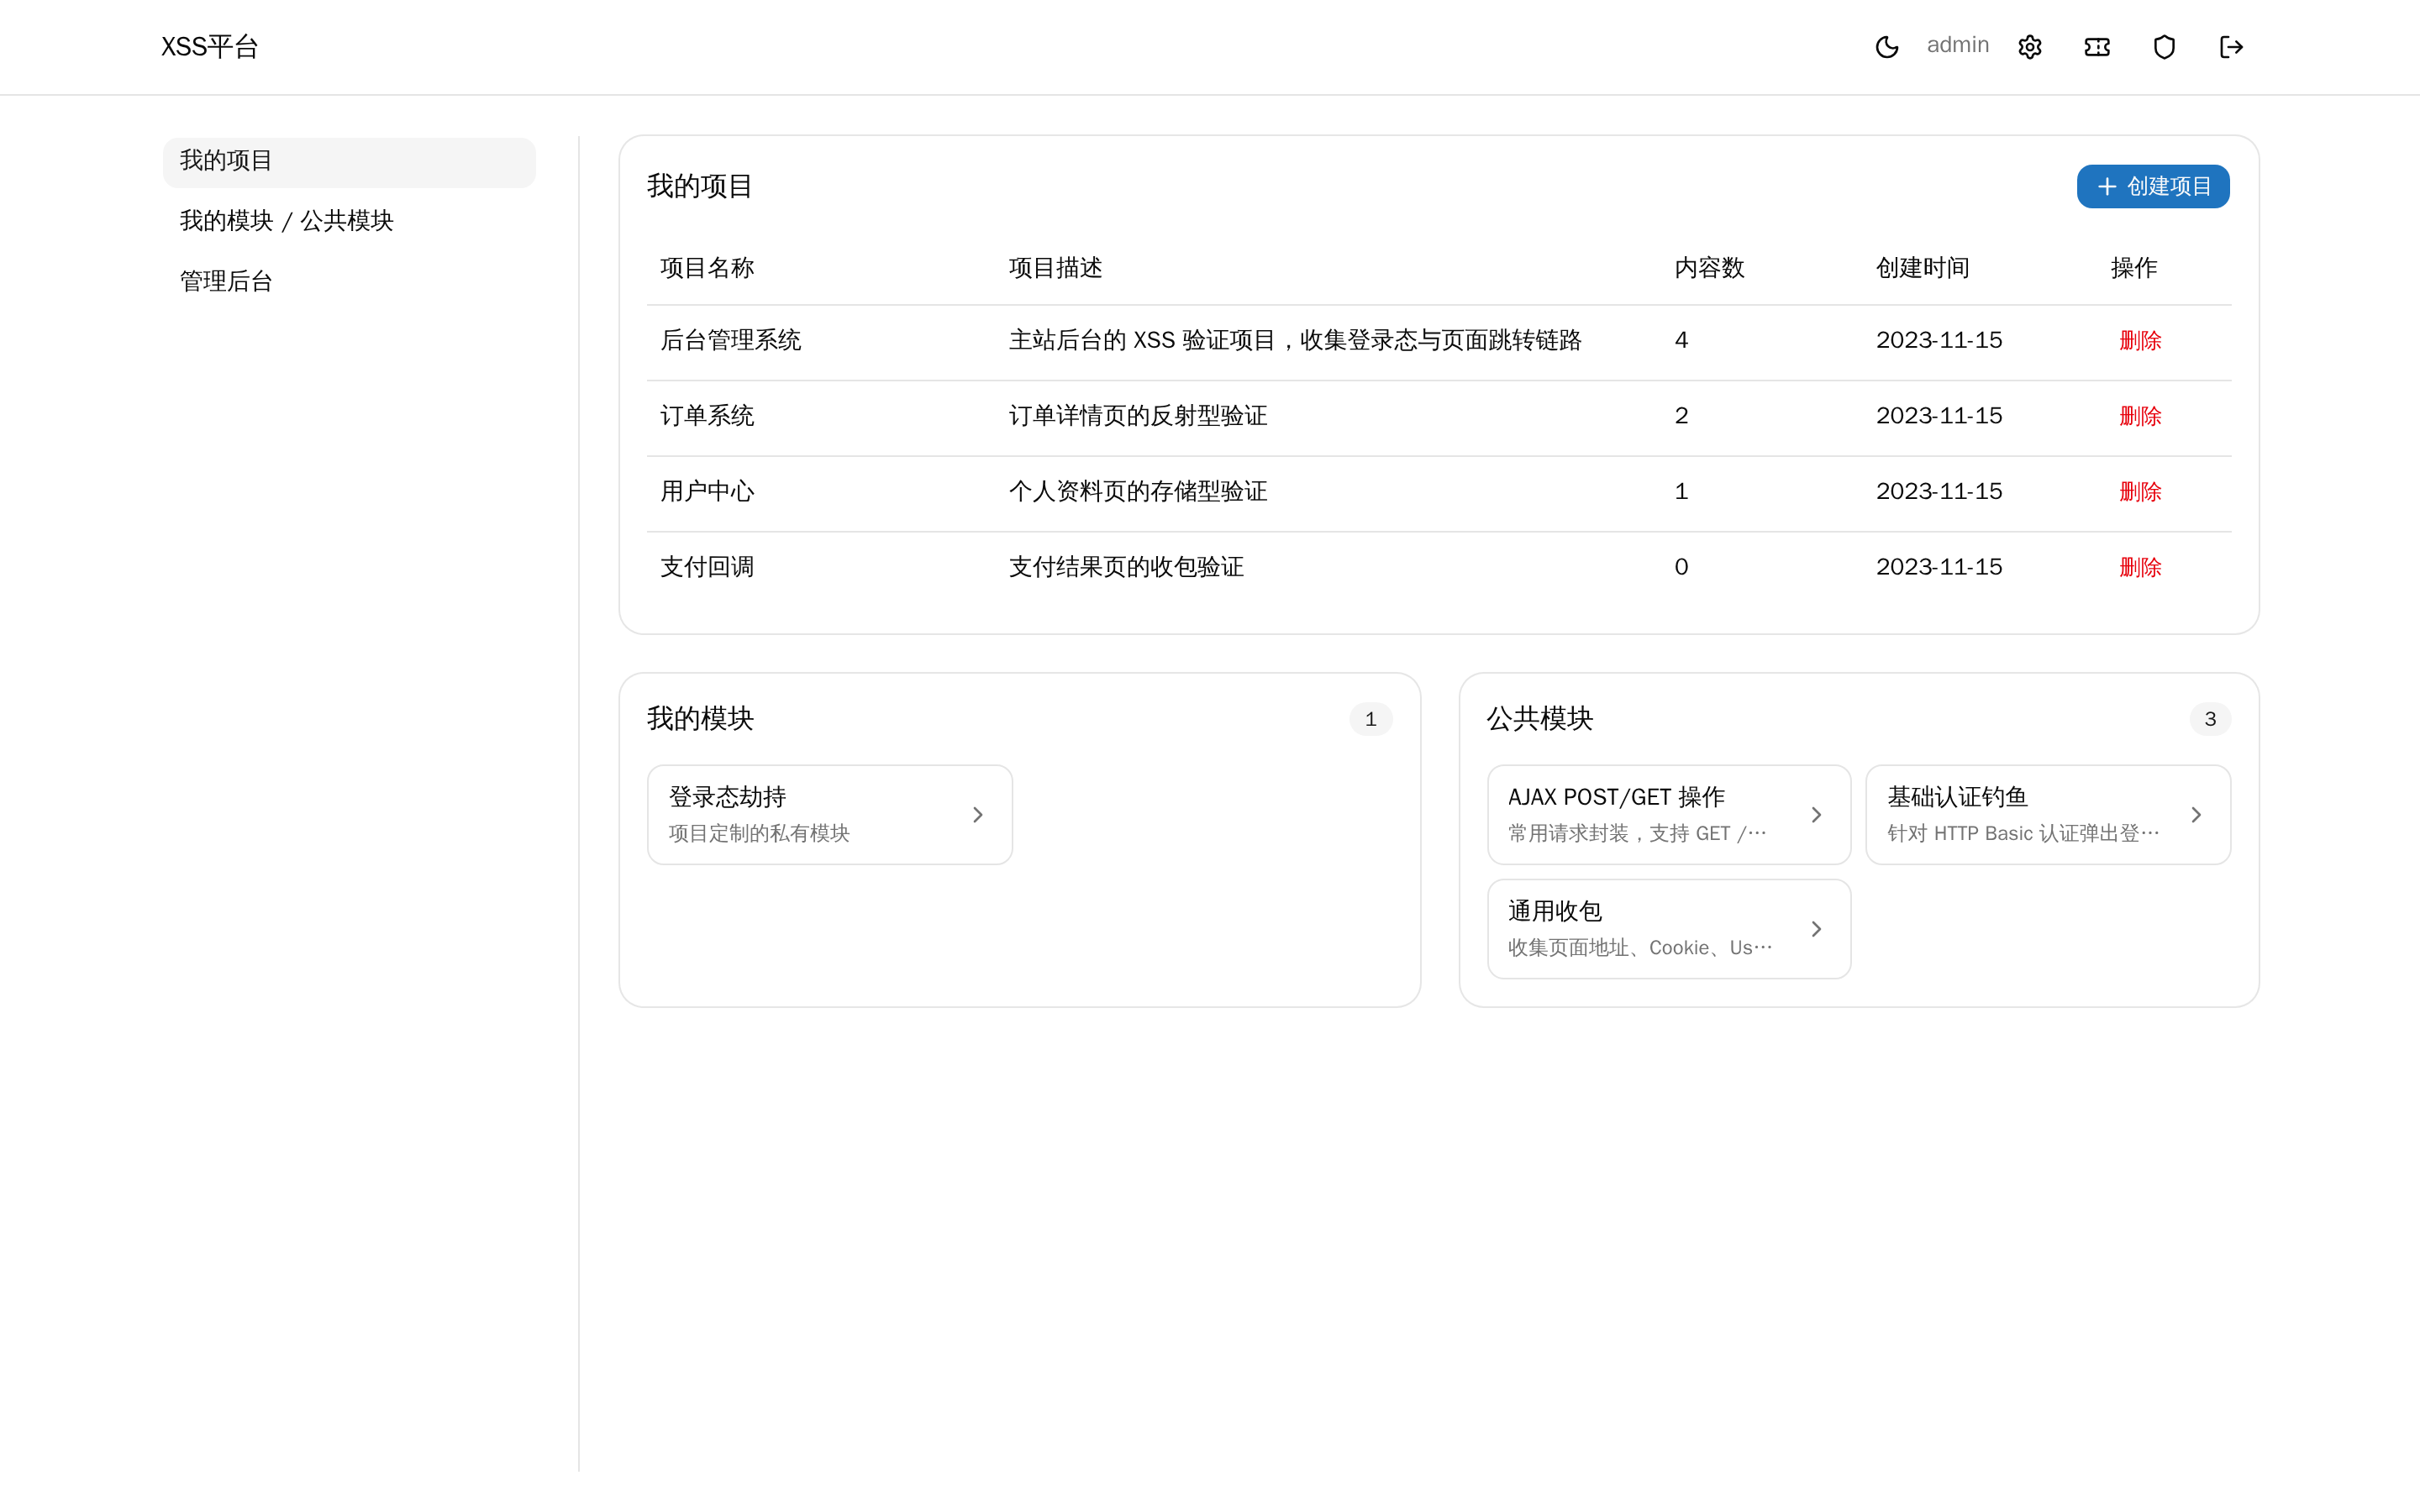 XSS平台
admin
我的项目
我的模块 / 公共模块
管理后台
我的项目
创建项目
项目名称 项目描述 内容数 创建时间 操作
后台管理系统 主站后台的 XSS 验证项目，收集登录态与页面跳转链路 4 2023-11-15 删除
订单系统 订单详情页的反射型验证 2 2023-11-15 删除
用户中心 个人资料页的存储型验证 1 2023-11-15 删除
支付回调 支付结果页的收包验证 0 2023-11-15 删除
我的模块 1
登录态劫持
项目定制的私有模块
公共模块 3
AJAX POST/GET 操作
常用请求封装，支持 GET /…
基础认证钓鱼
针对 HTTP Basic 认证弹出登…
通用收包
收集页面地址、Cookie、Us…